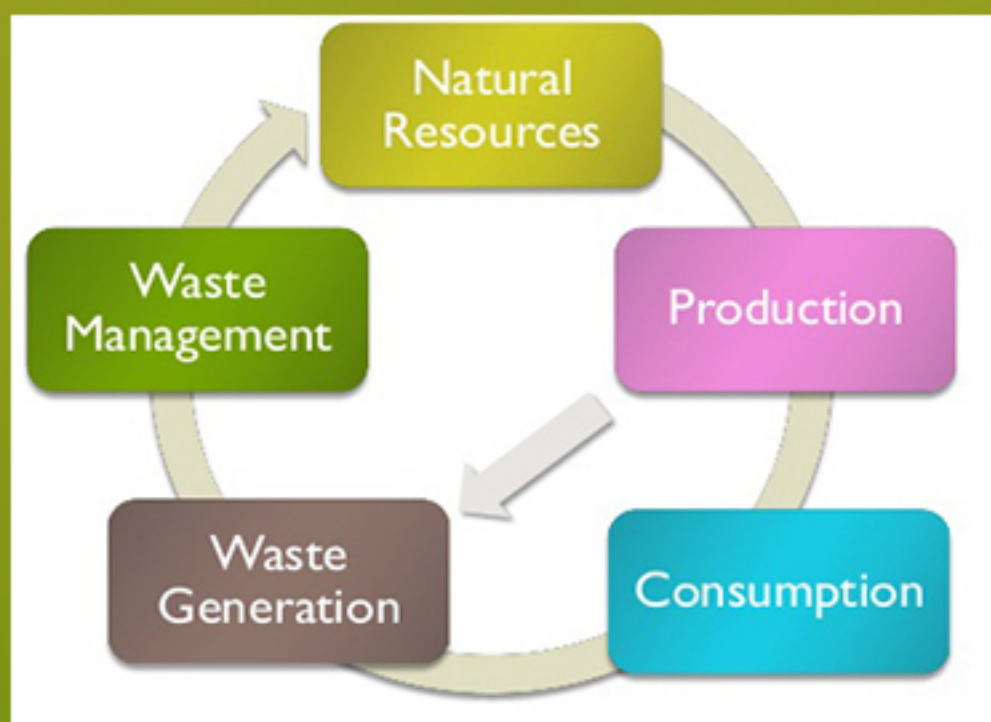 Natural
Resources
Production
Consumption
Waste
Generation
Waste
Management